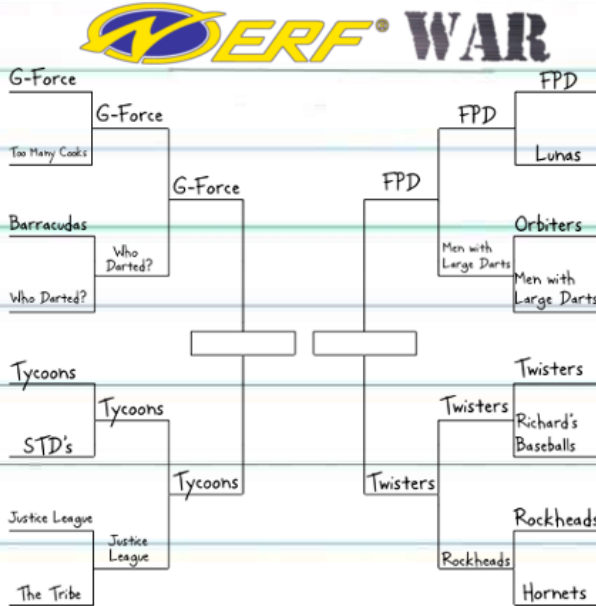 NERF® WAR
G-Force
Too Many Cooks
Barracudas
Who Darted?
Tycoons
STD's
Justice League
The Tribe
G-Force
Who
Darted?
Tycoons
Justice
League
G-Force
Tycoons
FPD
Twisters
FPD
Men with
Large Darts
Twisters
Rockheads
FPD
Lunas
Orbiters
Men with
Large Darts
Twisters
Richard's
Baseballs
Rockheads
Hornets